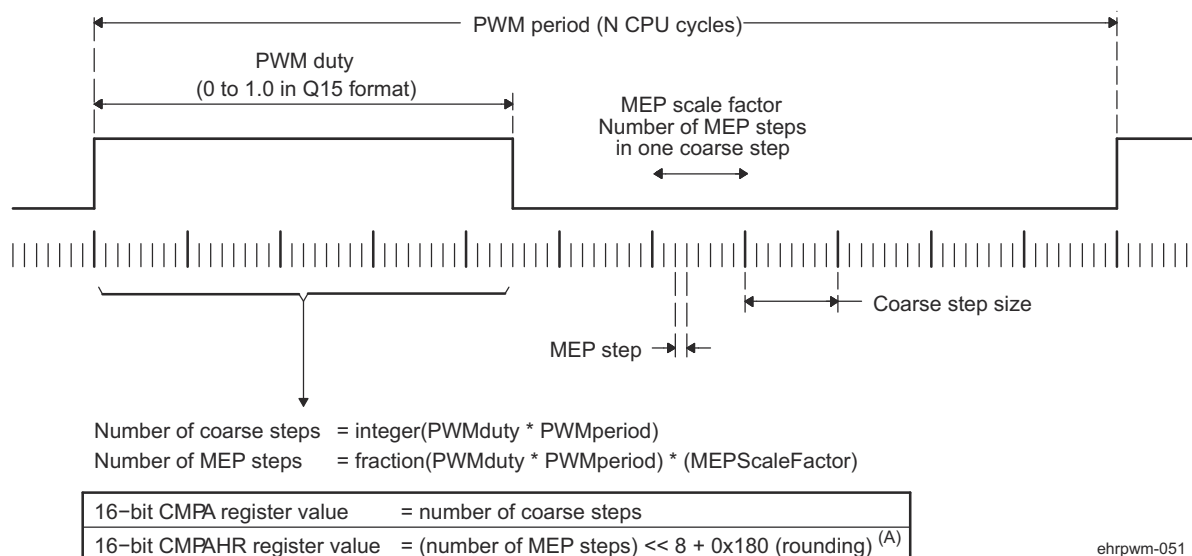 PWM period (N CPU cycles)
PWM duty
(0 to 1.0 in Q15 format)
MEP scale factor
Number of MEP steps
in one coarse step
Coarse step size
MEP step
Number of coarse steps = integer(PWMduty * PWMperiod)
Number of MEP steps = fraction(PWMduty * PWMperiod) * (MEPScaleFactor)
16−bit CMPA register value = number of coarse steps
16−bit CMPAHR register value = (number of MEP steps) << 8 + 0x180 (rounding) (A)
ehrpwm-051